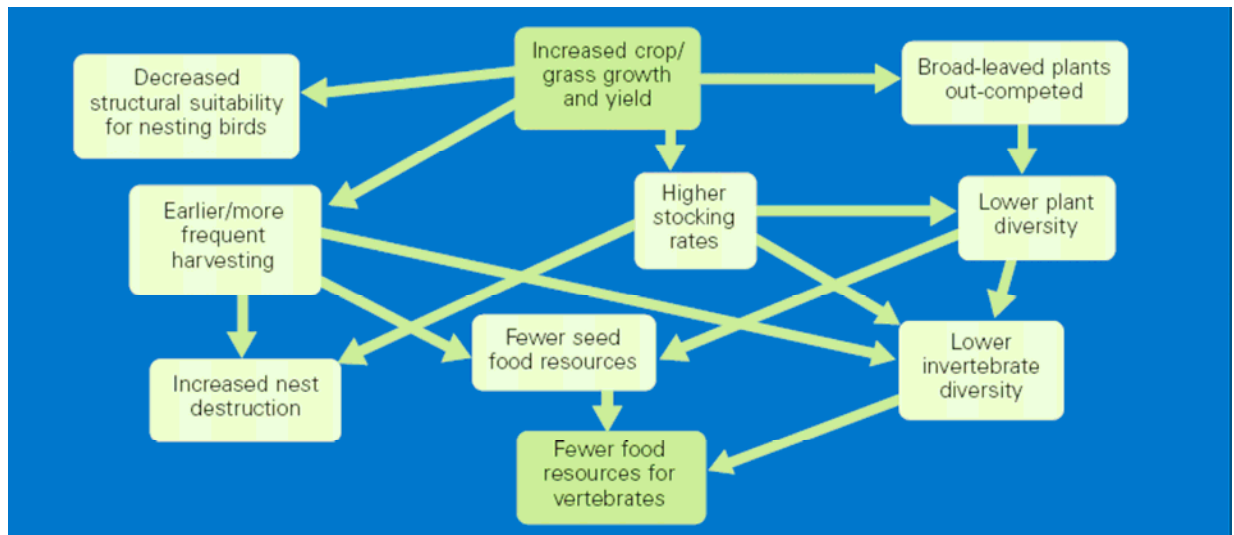 Increased crop/
grass growth
and yield
Decreased
structural suitability
for nesting birds
Broad-leaved plants
out-competed
Earlier/more
frequent
harvesting
Higher
stocking
rates
Lower plant
diversity
Increased nest
destruction
Fewer seed
food resources
Lower
invertebrate
diversity
Fewer food
resources for
vertebrates